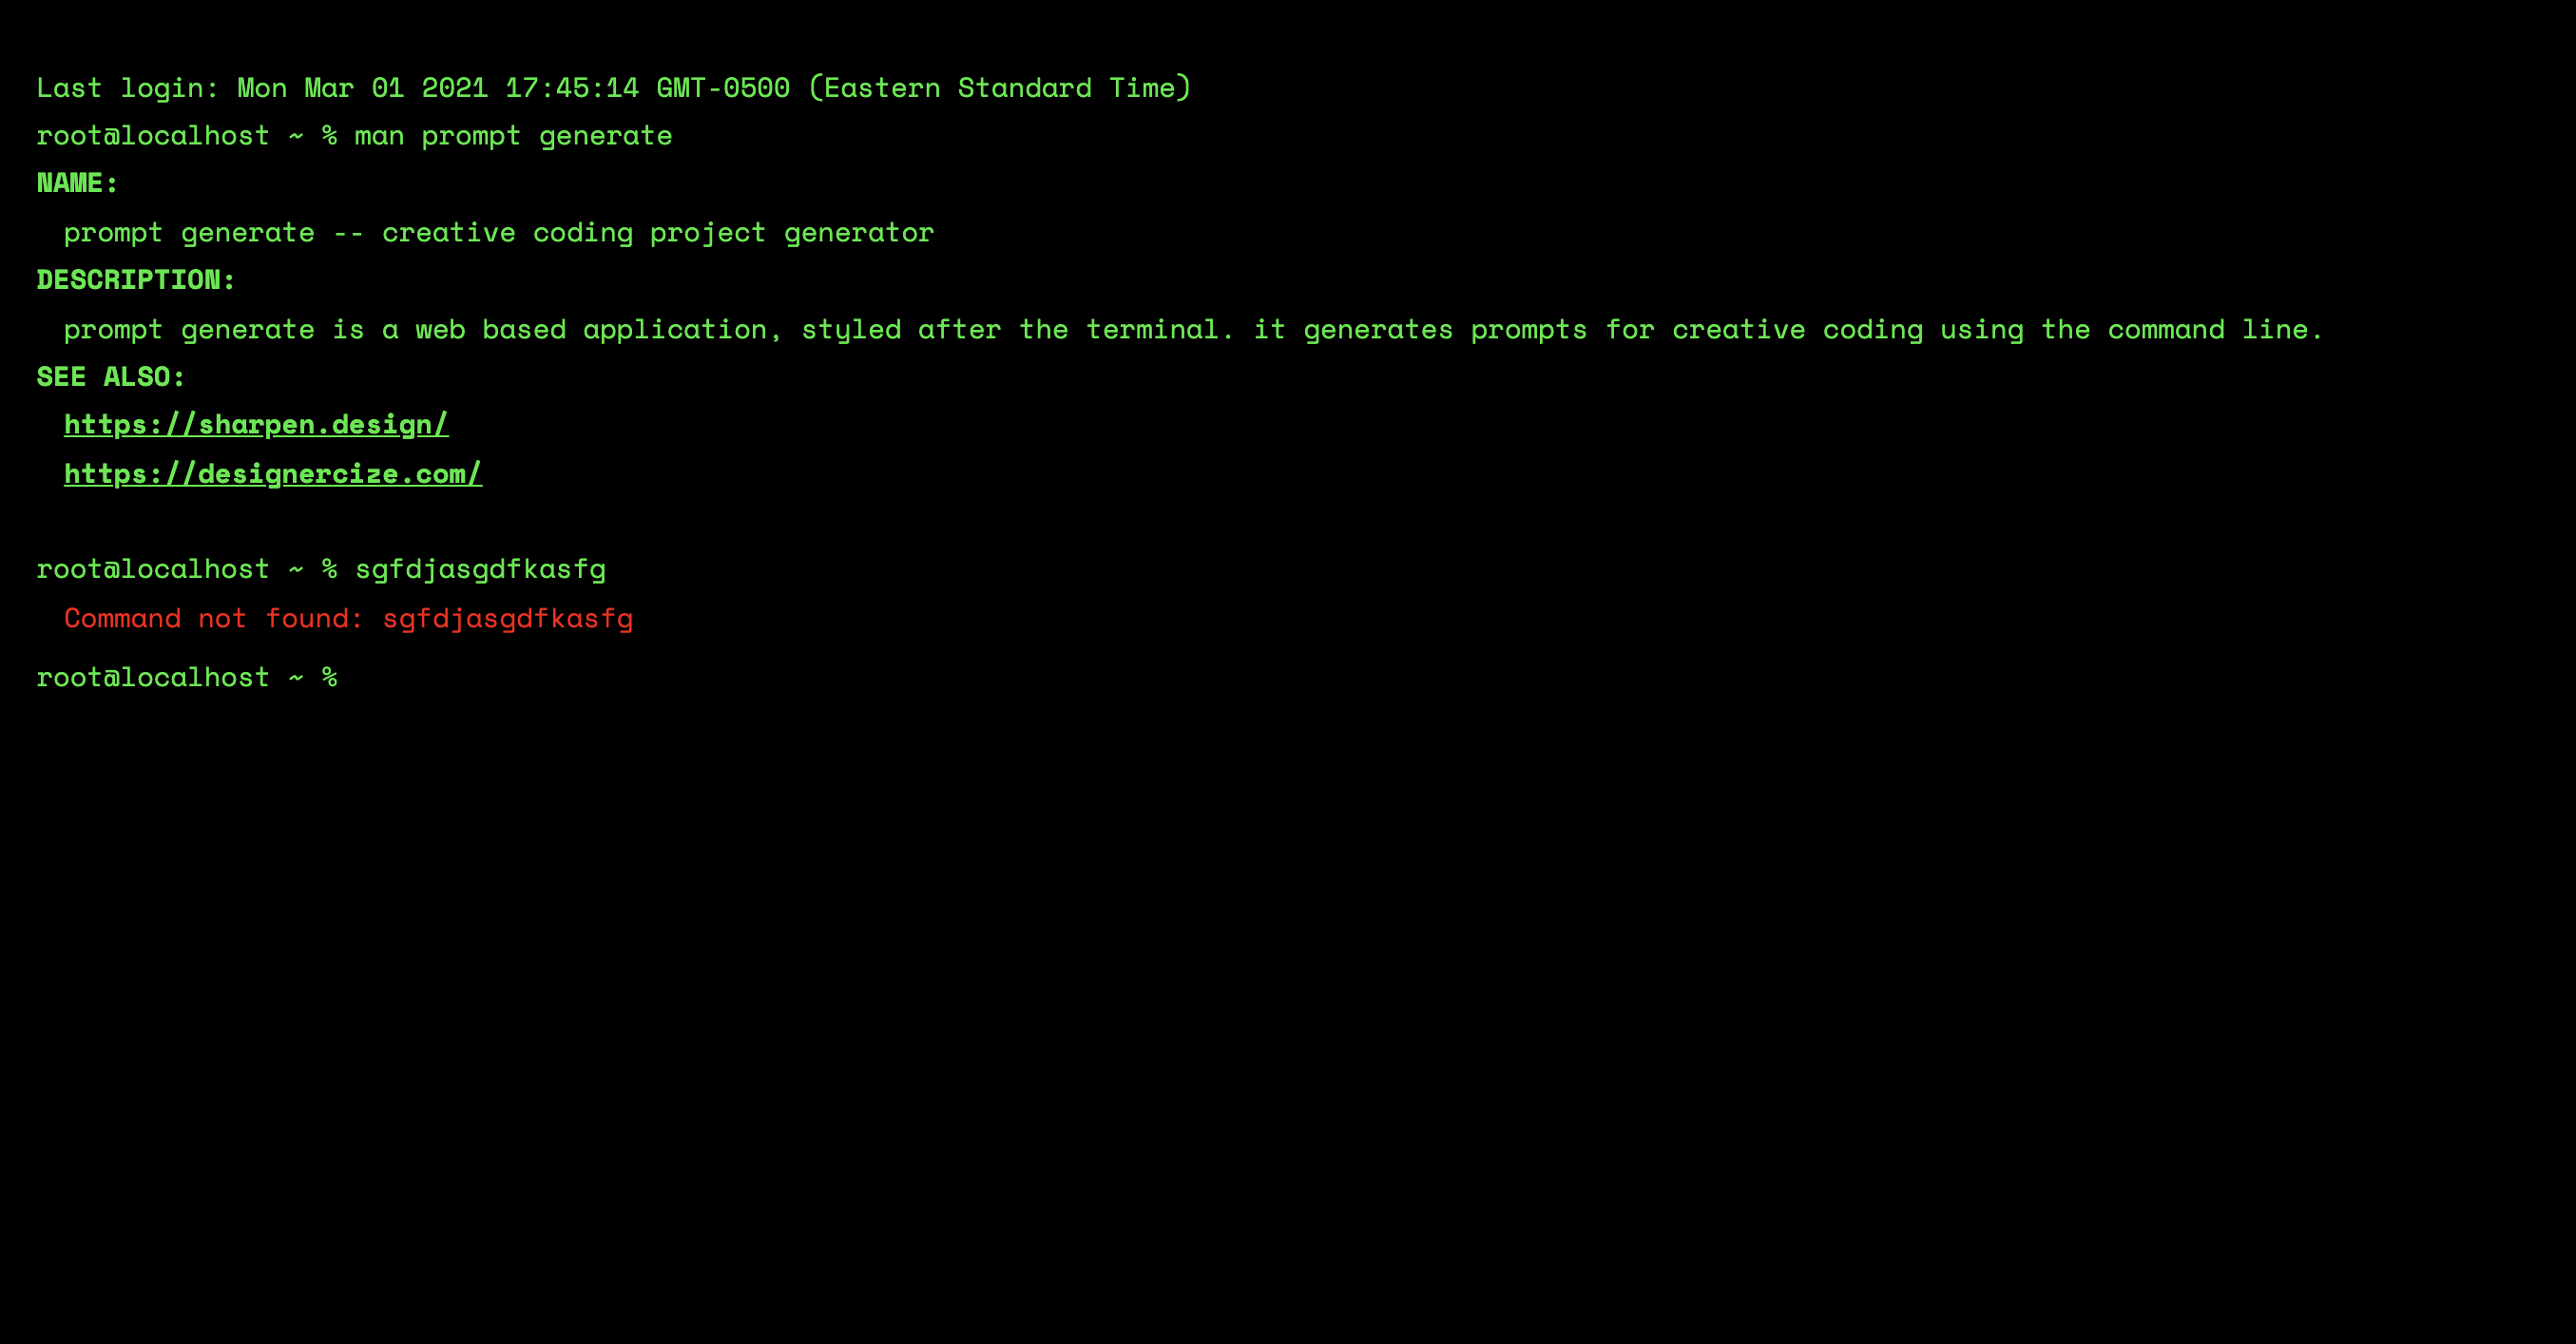 Last login: Mon Mar 01 2021 17:45:14 GMT-0500 (Eastern Standard Time)
root@localhost ~ % man prompt generate
NAME:
prompt generate -- creative coding project generator
DESCRIPTION:
prompt generate is a web based application, styled after the terminal. it generates prompts for creative coding using the command line.
SEE ALSO:
https://sharpen.design/
https://designercize.com/
root@localhost ~ % sgfdjasgdfkasfg
Command not found: sgfdjasgdfkasfg
root@localhost ~ %